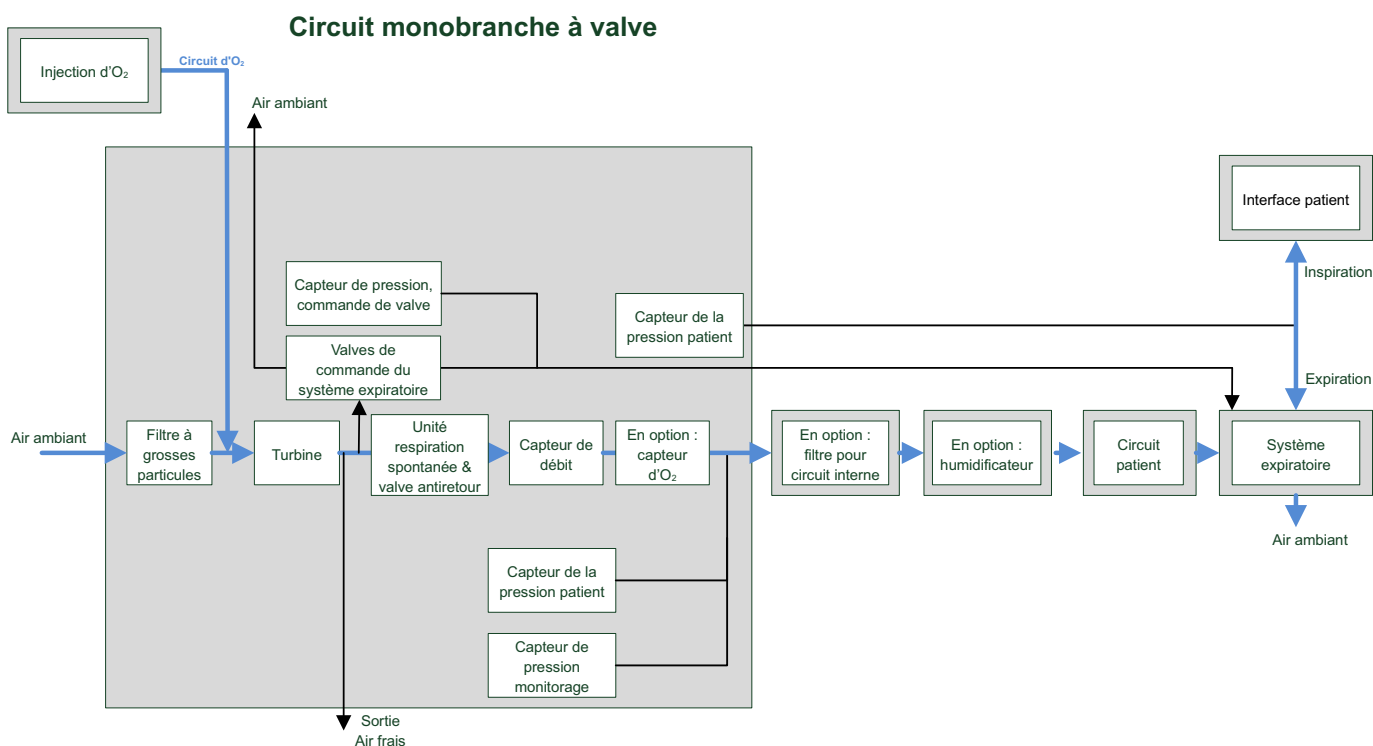 Circuit monobranche à valve
Injection d'O₂
Circuit d'O₂
Air ambiant
Interface patient
Inspiration
Capteur de pression,
commande de valve
Capteur de la
pression patient
Valves de
commande du
système expiratoire
Expiration
Air ambiant
Filtre à
grosses
particules
Turbine
Unité
respiration
spontanée &
valve antiretour
Capteur de
débit
En option :
capteur
d'O₂
En option :
filtre pour
circuit interne
En option :
humidificateur
Circuit
patient
Système
expiratoire
Air ambiant
Capteur de la
pression patient
Capteur de
pression
monitorage
Sortie
Air frais